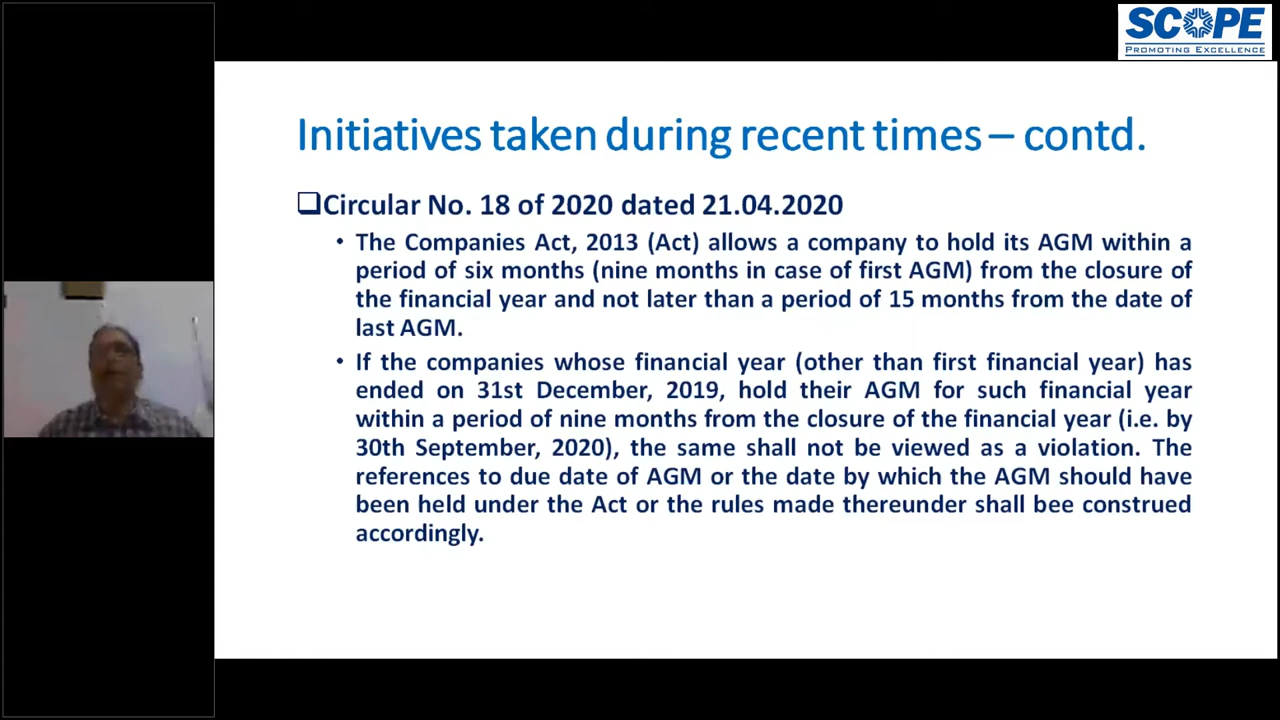 SCOPE
PROMOTING EXCELLENCE
Initiatives taken during recent times – contd.
❑Circular No. 18 of 2020 dated 21.04.2020
• The Companies Act, 2013 (Act) allows a company to hold its AGM within a
period of six months (nine months in case of first AGM) from the closure of
the financial year and not later than a period of 15 months from the date of
last AGM.
• If the companies whose financial year (other than first financial year) has
ended on 31st December, 2019, hold their AGM for such financial year
within a period of nine months from the closure of the financial year (i.e. by
30th September, 2020), the same shall not be viewed as a violation. The
references to due date of AGM or the date by which the AGM should have
been held under the Act or the rules made thereunder shall bee construed
accordingly.